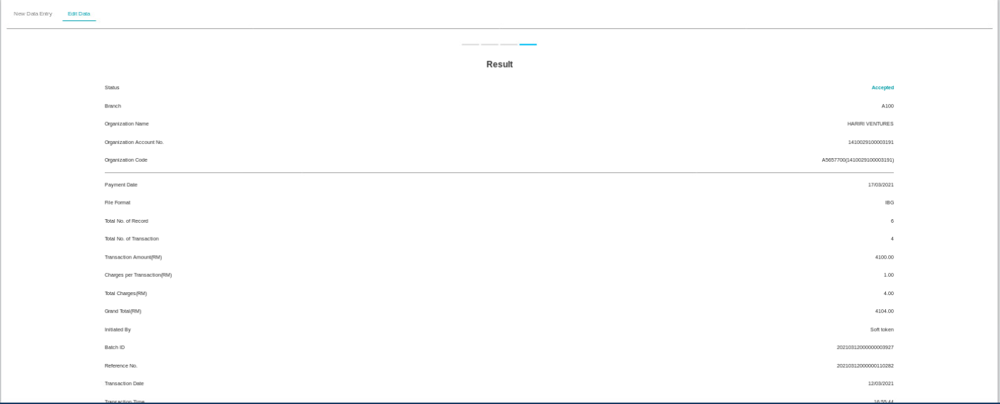 New Data Entry Edit Data
Result
Status Accepted
Branch A100
Organization Name HARIRI VENTURES
Organization Account No. 1410029100003191
Organization Code A5657700(1410029100003191)
Payment Date 17/03/2021
File Format IBG
Total No. of Record 6
Total No. of Transaction 4
Transaction Amount(RM) 4100.00
Charges per Transaction(RM) 1.00
Total Charges(RM) 4.00
Grand Total(RM) 4104.00
Initiated By Soft token
Batch ID 20210312000000003927
Reference No. 20210312000000110282
Transaction Date 12/03/2021
Transaction Time 16:55:44